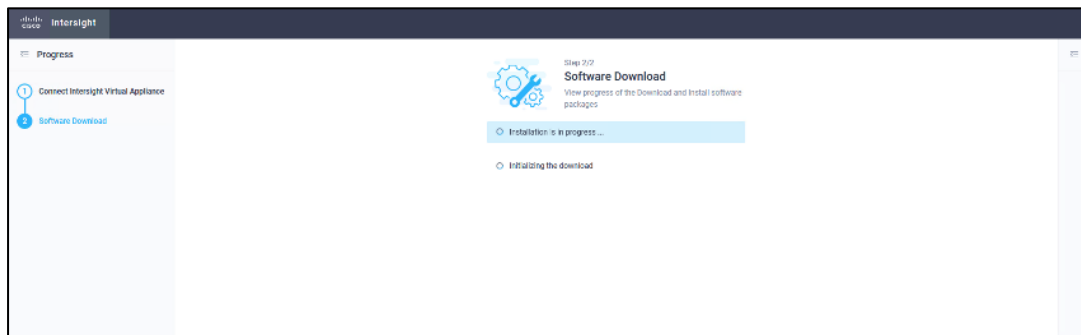 cisco Intersight
Progress
1 Connect Intersight Virtual Appliance
2 Software Download
Step 2/2
Software Download
View progress of the Download and Install software
packages
Installation is in progress ...
Initializing the download